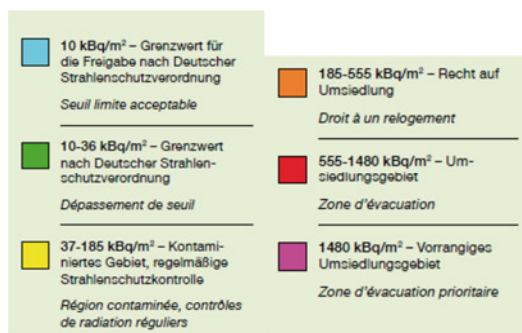 10 kBq/m² – Grenzwert für
die Freigabe nach Deutscher
Strahlenschutzverordnung
Seuil limite acceptable
10-36 kBq/m² – Grenzwert
nach Deutscher Strahlen-
schutzverordnung
Dépassement de seuil
37-185 kBq/m² – Kontami-
niertes Gebiet, regelmäßige
Strahlenschutzkontrolle
Région contaminée, contrôles
de radiation réguliers
185-555 kBq/m² – Recht auf
Umsiedlung
Droit à un relogement
555-1480 kBq/m² – Um-
siedlungsgebiet
Zone d'évacuation
1480 kBq/m² – Vorrangiges
Umsiedlungsgebiet
Zone d'évacuation prioritaire